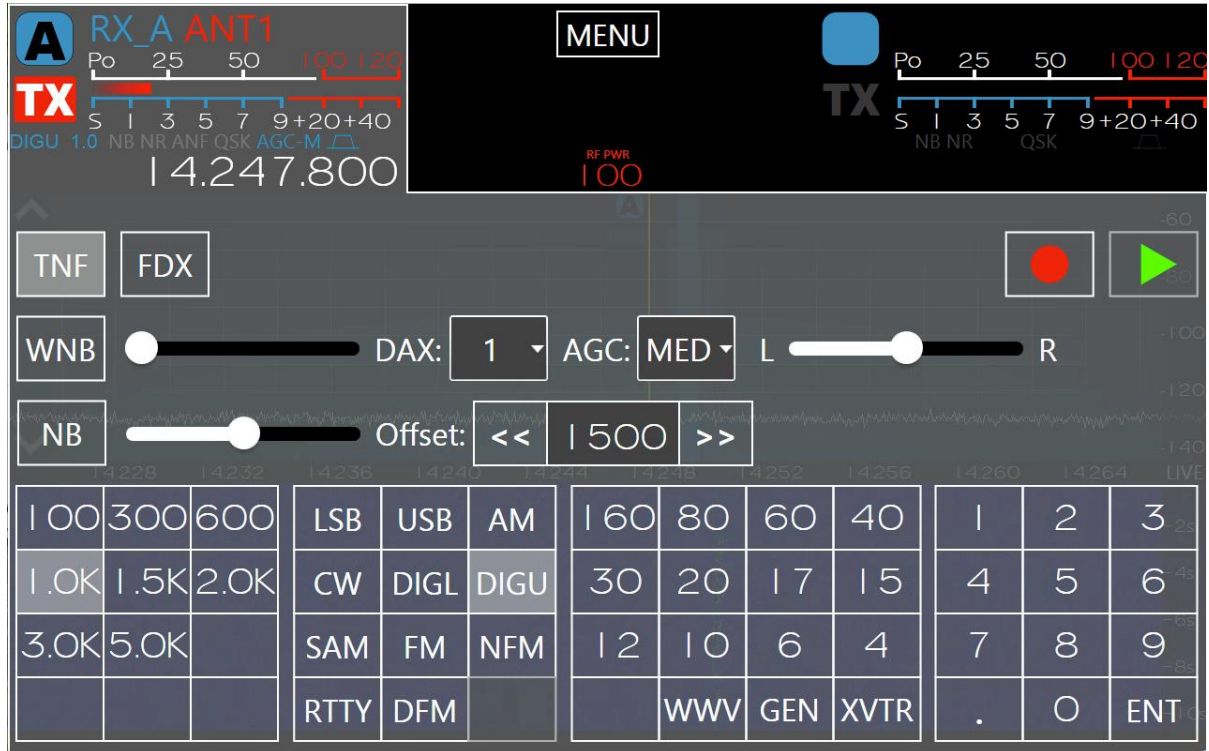 A RX_A ANT1 MENU
Po 25 50 100 120 Po 25 50 100 120
TX TX
S 1 3 5 7 9 +20 +40 S 1 3 5 7 9 +20 +40
DIGU 1.0 NB NR ANF QSK AGC-M NB NR QSK
RF PWR
14.247.800 100
A
-60
TNF FDX
-80
-100
WNB DAX: 1 AGC: MED L R
-120
NB Offset: << 1500 >>
-140
14.228 14.232 14.236 14.240 14.244 14.248 14.252 14.256 14.260 14.264 LIVE
100 300 600 LSB USB AM 160 80 60 40 1 2 3
-2s
1.0K 1.5K 2.0K CW DIGL DIGU 30 20 17 15 4 5 6
-4s
-6s
3.0K 5.0K SAM FM NFM 12 10 6 4 7 8 9
-8s
RTTY DFM WWV GEN XVTR . 0 ENT